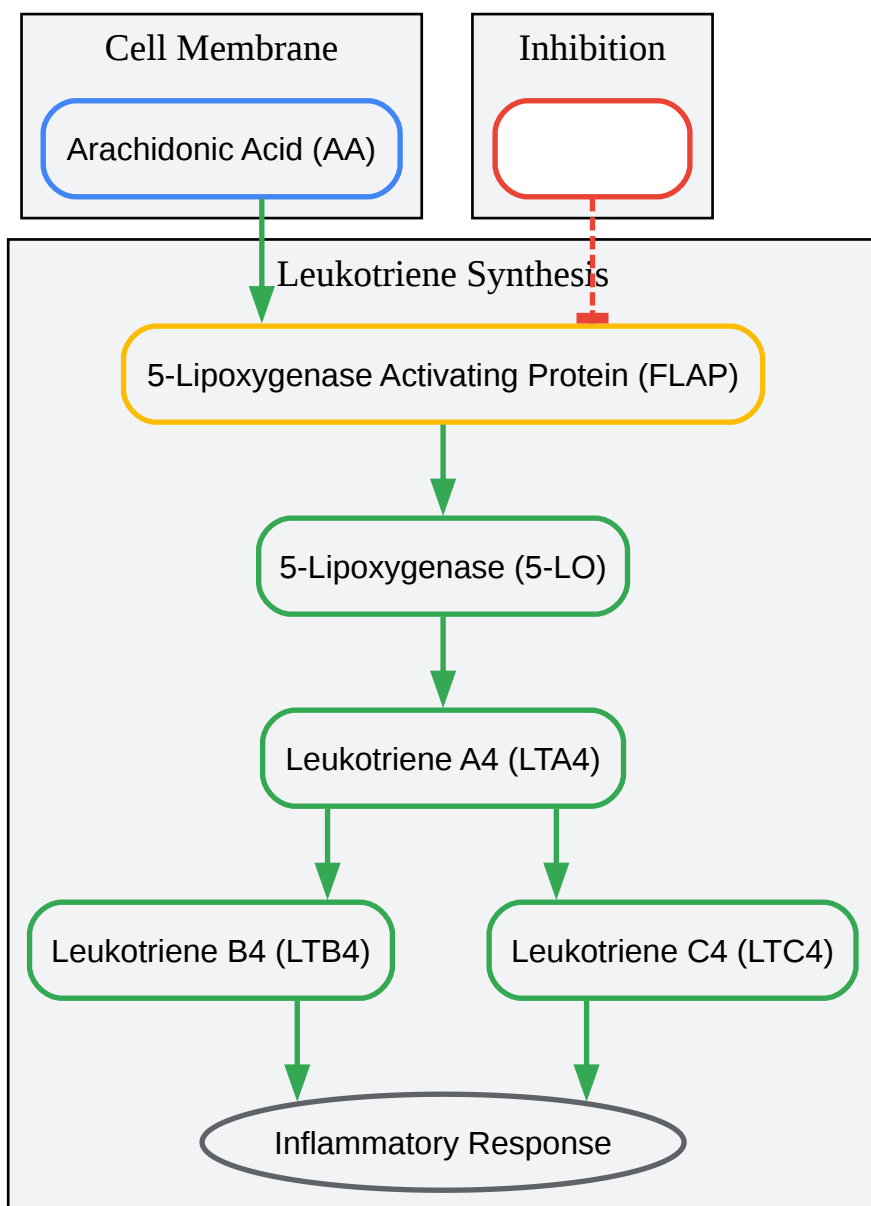 Cell Membrane
Inhibition
Arachidonic Acid (AA)
Leukotriene Synthesis
5-Lipoxygenase Activating Protein (FLAP)
5-Lipoxygenase (5-LO)
Leukotriene A4 (LTA4)
Leukotriene B4 (LTB4)
Leukotriene C4 (LTC4)
Inflammatory Response